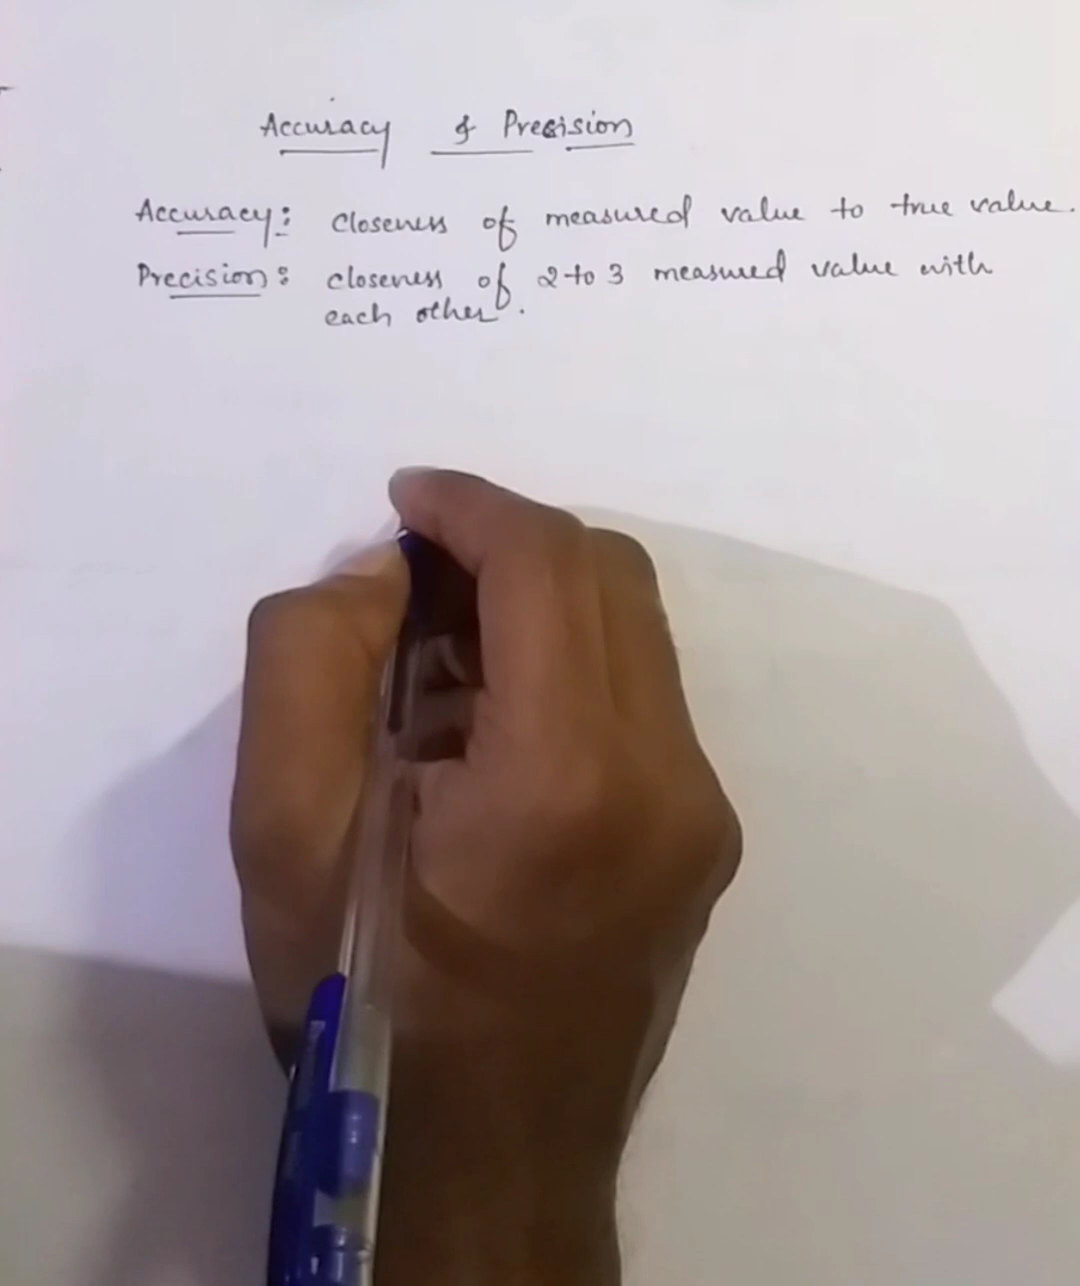 Accuracy & Precision
Accuracy: Closeness of measured value to true value.
Precision: closeness of 2 to 3 measured value with
each other.